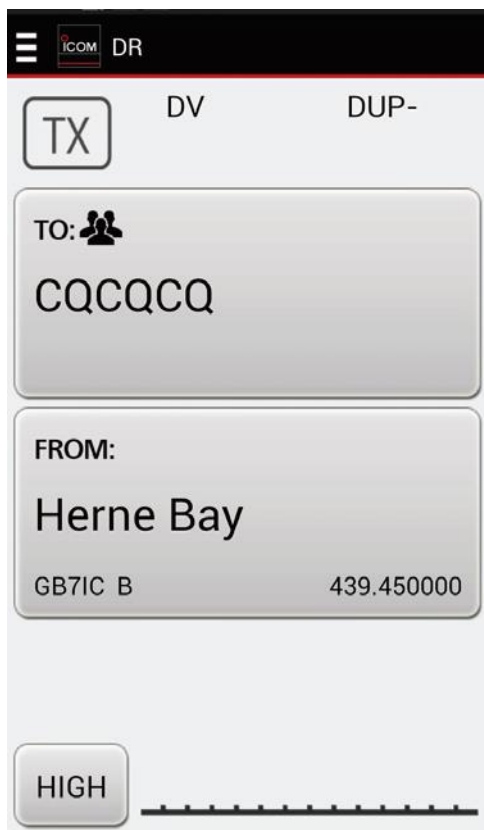 ICOM DR
TX DV DUP-
TO:
CQCQCQ
FROM:
Herne Bay
GB7IC B 439.450000
HIGH